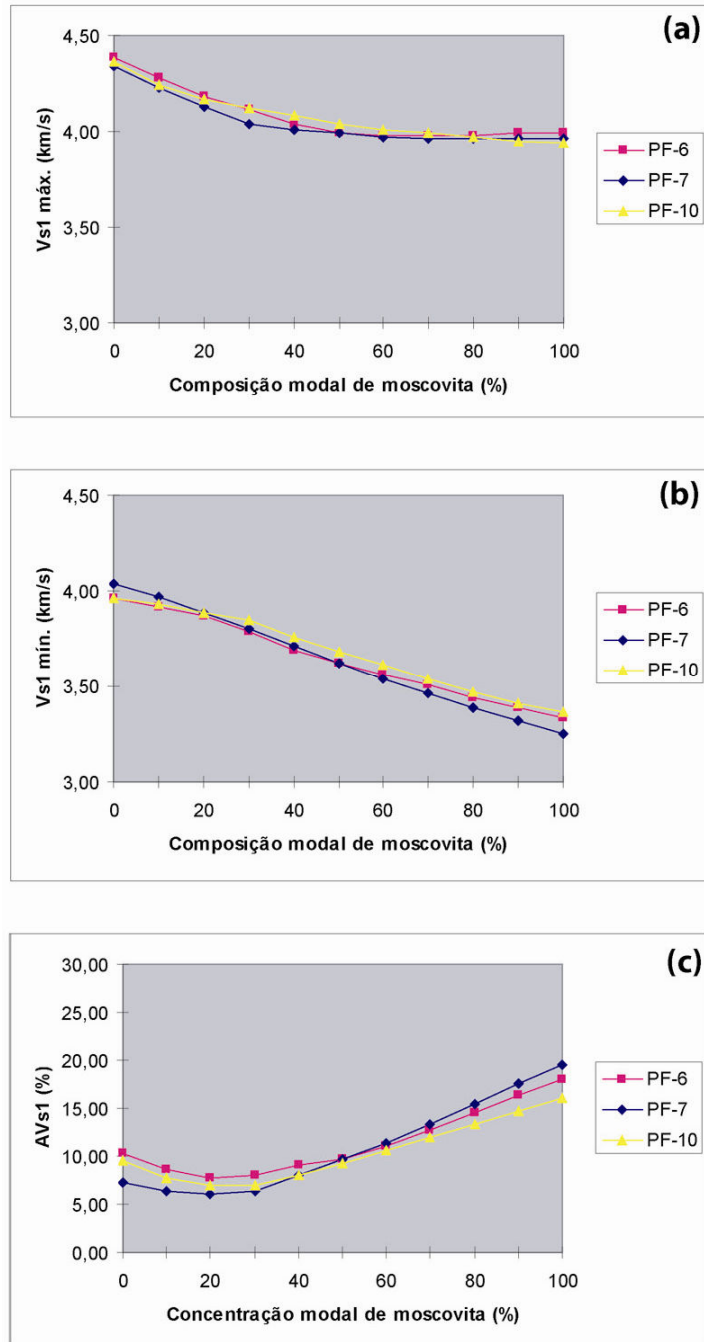 (a)
4,50
4,00
3,50
3,00
Vs1 máx. (km/s)
0 20 40 60 80 100
Composição modal de moscovita (%)
PF-6
PF-7
PF-10
(b)
4,50
4,00
3,50
3,00
Vs1 mín. (km/s)
0 20 40 60 80 100
Composição modal de moscovita (%)
PF-6
PF-7
PF-10
(c)
30,00
25,00
20,00
15,00
10,00
5,00
0,00
AVs1 (%)
0 20 40 60 80 100
Concentração modal de moscovita (%)
PF-6
PF-7
PF-10